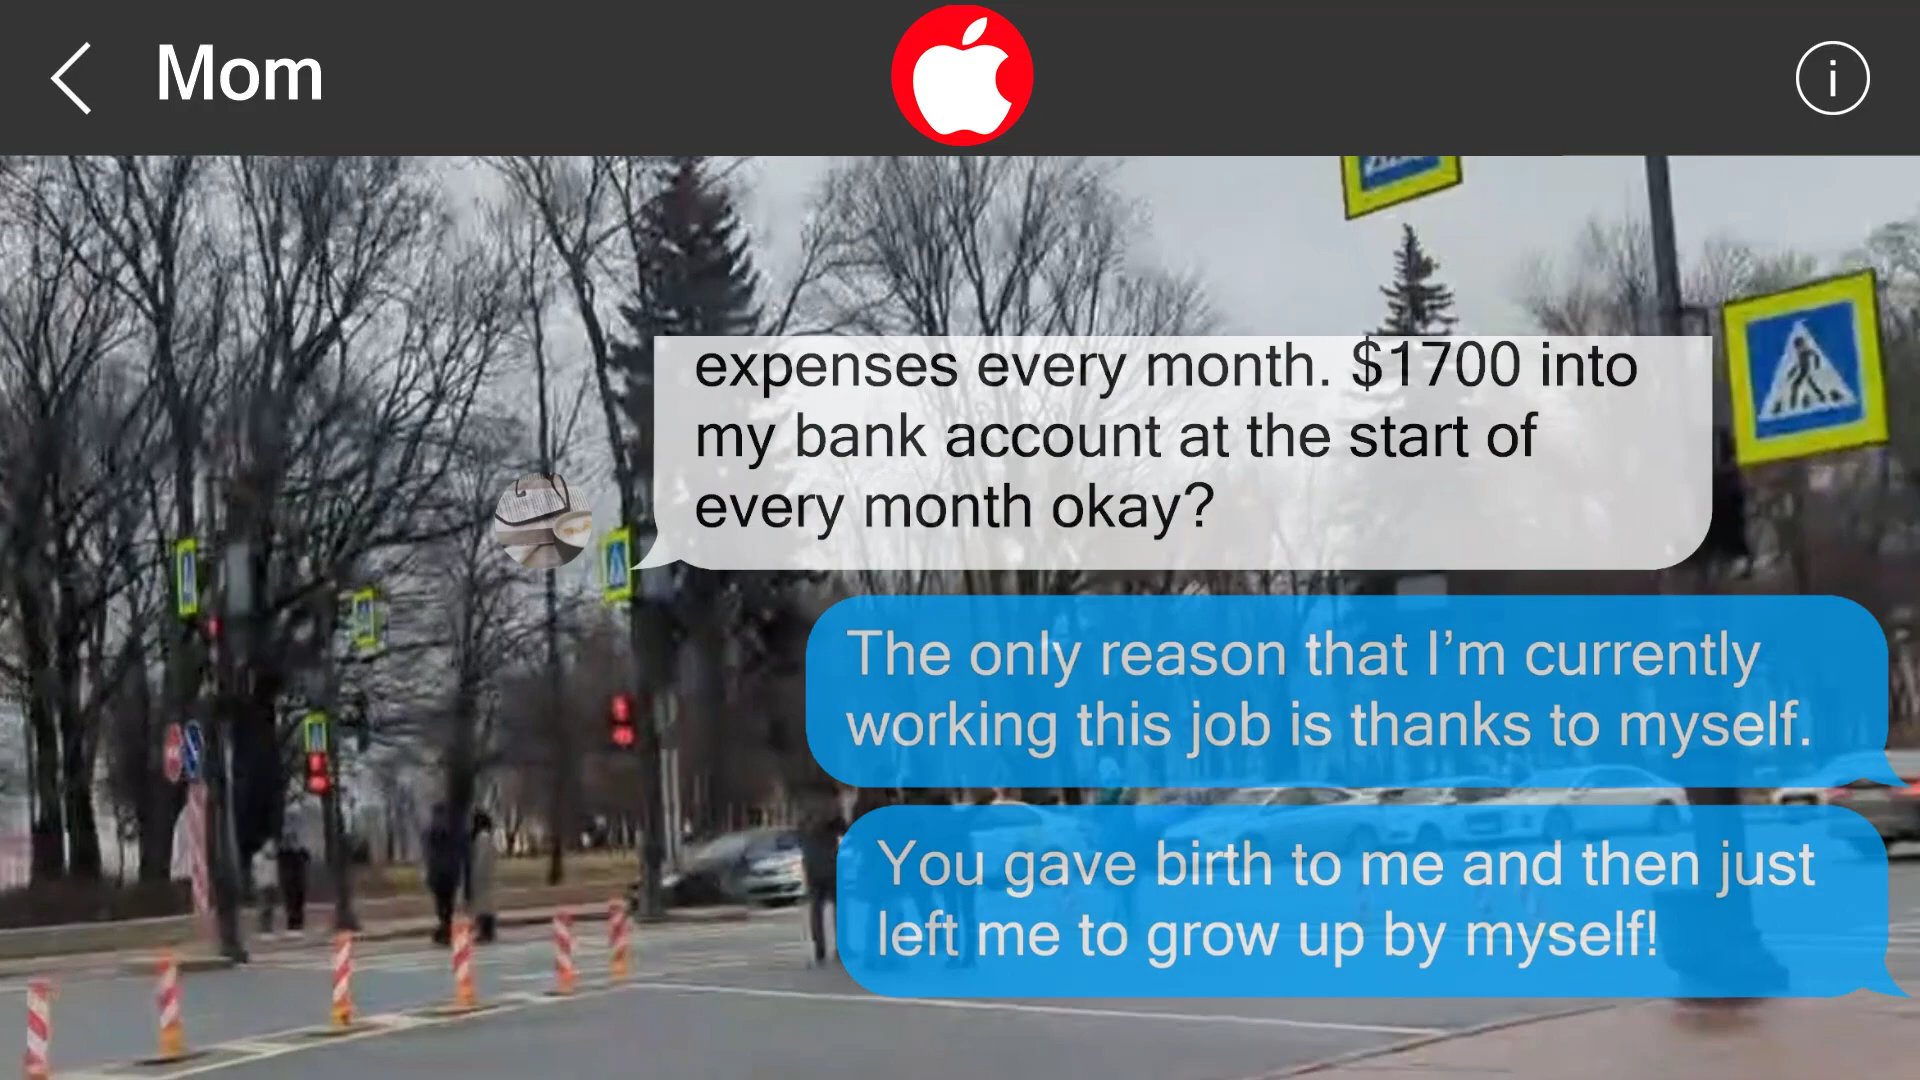 Mom
i
expenses every month. $1700 into
my bank account at the start of
every month okay?
The only reason that I’m currently
working this job is thanks to myself.
You gave birth to me and then just
left me to grow up by myself!